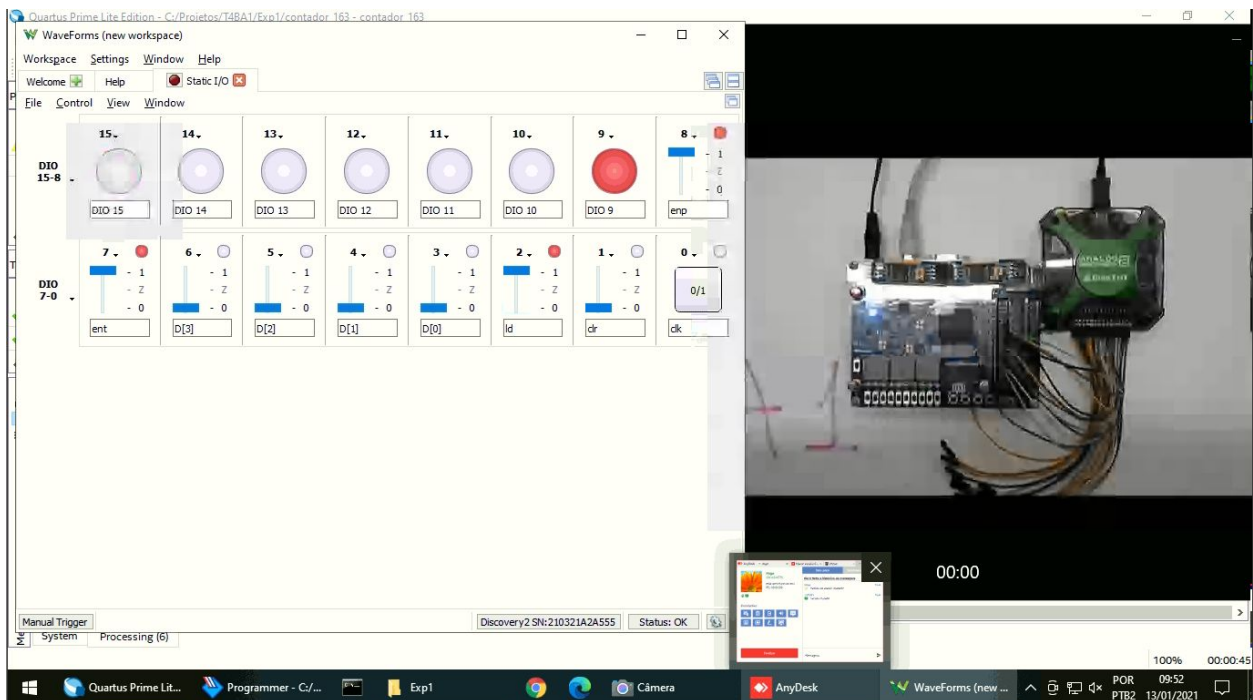 Quartus Prime Lite Edition - C:/Projetos/T4BA1/Exp1/contador_163 - contador_163
WaveForms (new workspace)
Workspace Settings Window Help
Welcome Help Static I/O
File Control View Window
15 14 13 12 11 10 9 8
DIO
15-8
1
Z
0
DIO 15 DIO 14 DIO 13 DIO 12 DIO 11 DIO 10 DIO 9 enp
7 6 5 4 3 2 1 0
DIO
7-0
1 1 1 1 1 1 1
Z Z Z Z Z Z Z
0 0 0 0 0 0 0
0/1
ent D[3] D[2] D[1] D[0] ld clr clk
Manual Trigger Discovery2 SN:210321A2A555 Status: OK
System Processing (6)
00:00
100% 00:00:45
Quartus Prime Lit... Programmer - C:/... Exp1 Câmera AnyDesk WaveForms (new ...
POR
PTB2
09:52
13/01/2021